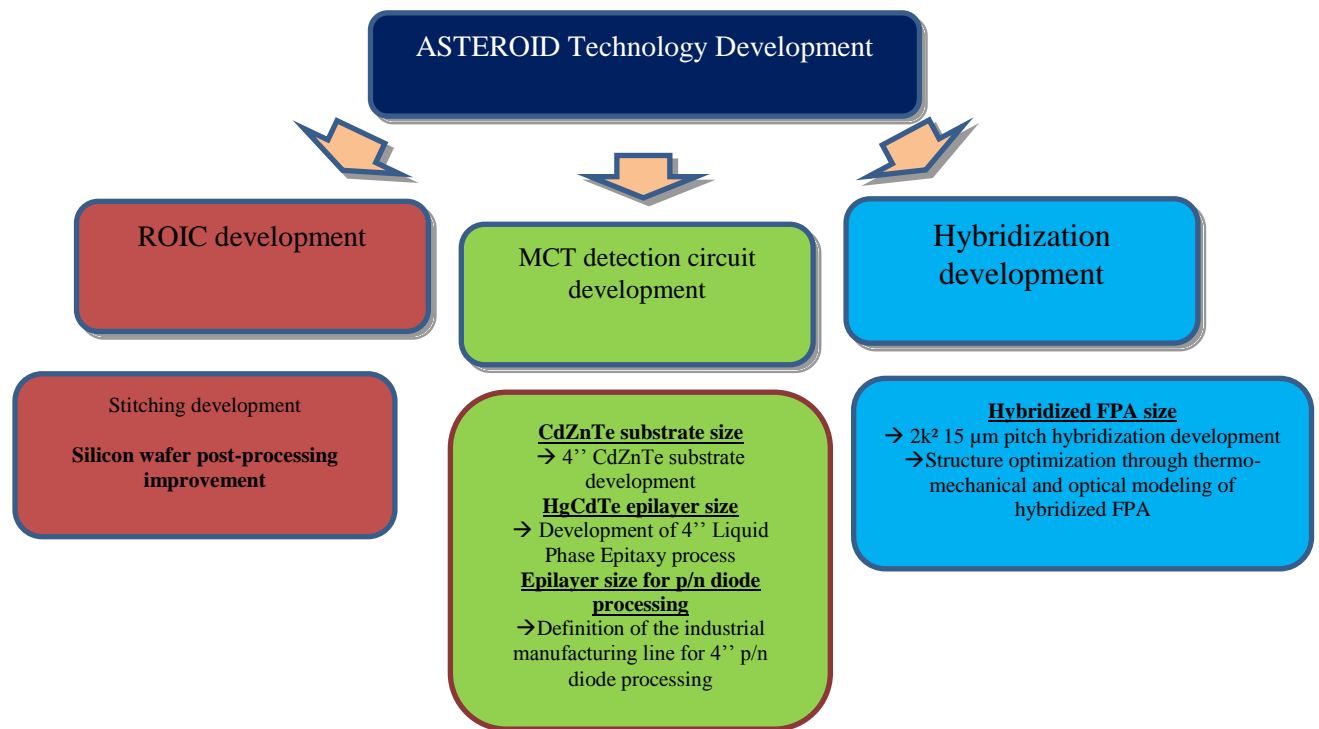 ASTEROID Technology Development
ROIC development
MCT detection circuit
development
Hybridization
development
Stitching development
Silicon wafer post-processing
improvement
CdZnTe substrate size
→ 4’’ CdZnTe substrate
development
HgCdTe epilayer size
→ Development of 4’’ Liquid
Phase Epitaxy process
Epilayer size for p/n diode
processing
→Definition of the industrial
manufacturing line for 4’’ p/n
diode processing
Hybridized FPA size
→ 2k² 15 µm pitch hybridization development
→Structure optimization through thermo-
mechanical and optical modeling of
hybridized FPA